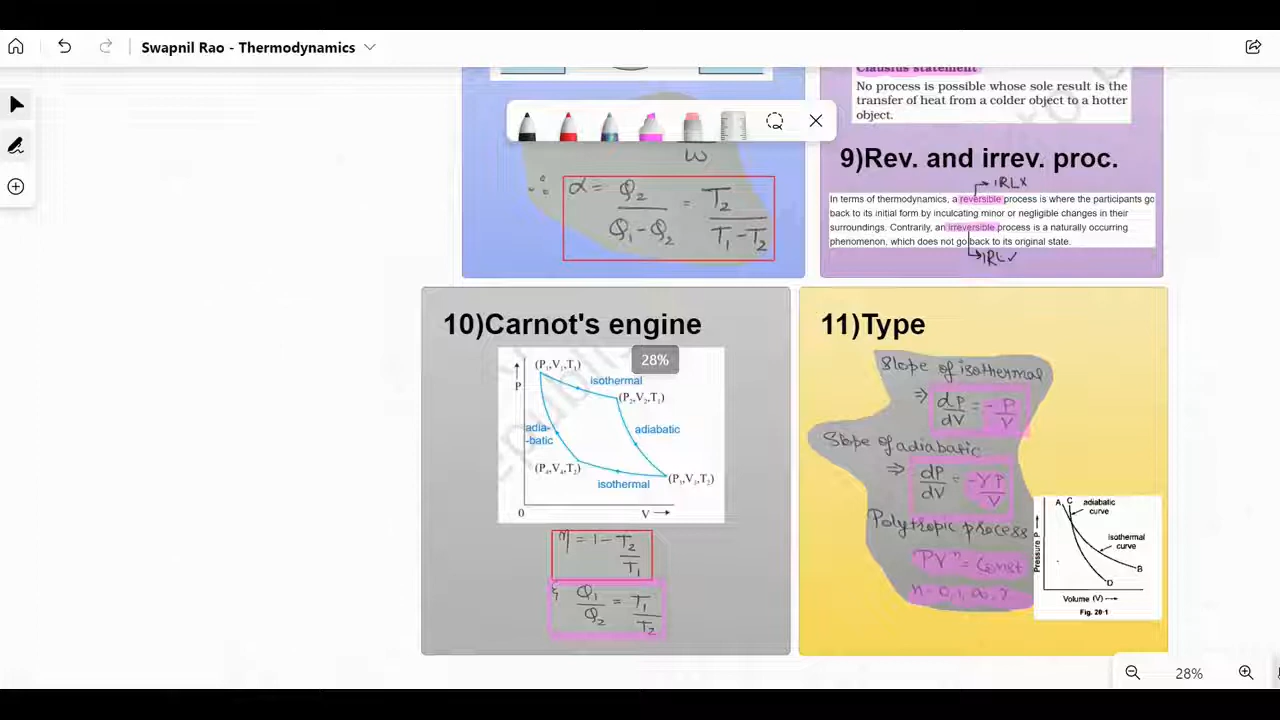 Swapnil Rao - Thermodynamics
Clausius statement
No process is possible whose sole result is the
transfer of heat from a colder object to a hotter
object.
W
∴ α = Q₂ / (Q₁ - Q₂) = T₂ / (T₁ - T₂)
9)Rev. and irrev. proc.
IRL×
In terms of thermodynamics, a reversible process is where the participants go
back to its initial form by inculcating minor or negligible changes in their
surroundings. Contrarily, an irreversible process is a naturally occurring
phenomenon, which does not go back to its original state.
IRL✓
10)Carnot's engine
28%
(P₁,V₁,T₁)
P
isothermal
(P₂,V₂,T₁)
adia-
-batic
adiabatic
(P₄,V₄,T₂)
(P₃,V₃,T₂)
isothermal
0
V →
η = 1 - T₂/T₁
Q₁/Q₂ = T₁/T₂
11)Type
Slope of isothermal
⇒ dP/dV = -P/V
Slope of adiabatic
⇒ dP/dV = -γP/V
Polytropic process
PVⁿ = Const
n = 0, 1, ∞, γ
A
C
adiabatic
curve
isothermal
curve
B
D
Pressure P →
Volume (V) →
Fig. 20·1
28%